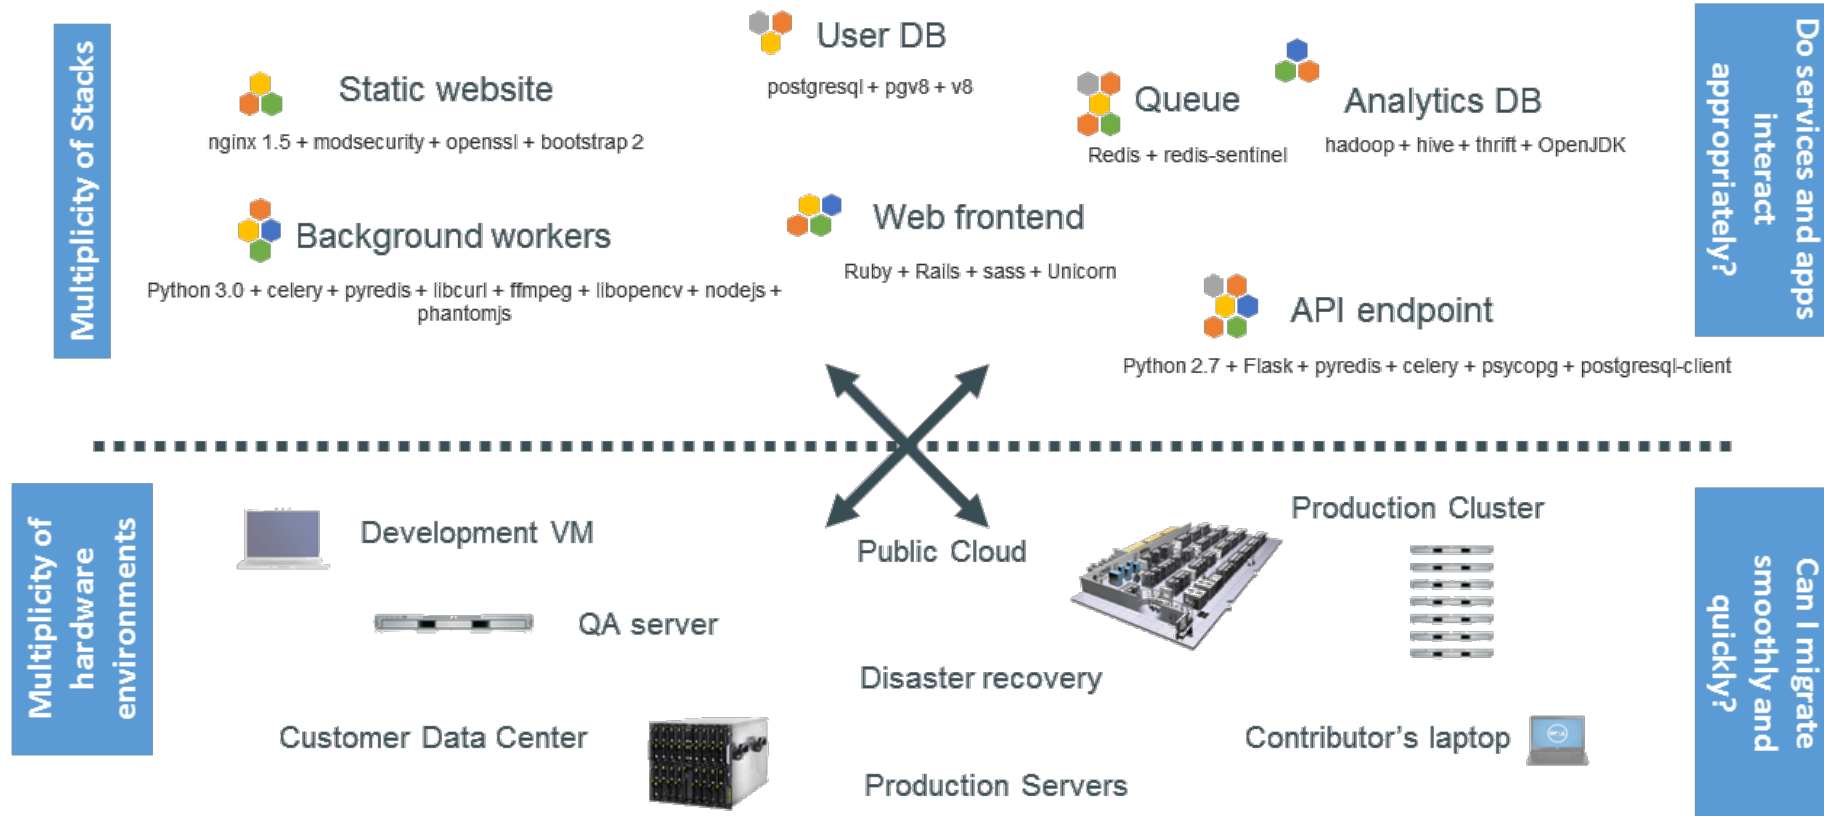 Multiplicity of Stacks
User DB
postgresql + pgv8 + v8
Static website
nginx 1.5 + modsecurity + openssl + bootstrap 2
Queue
Redis + redis-sentinel
Analytics DB
hadoop + hive + thrift + OpenJDK
Background workers
Python 3.0 + celery + pyredis + libcurl + ffmpeg + libopencv + nodejs +
phantomjs
Web frontend
Ruby + Rails + sass + Unicorn
API endpoint
Python 2.7 + Flask + pyredis + celery + psycopg + postgresql-client
Do services and apps
interact
appropriately?
Multiplicity of
hardware
environments
Development VM
QA server
Customer Data Center
Public Cloud
Disaster recovery
Production Servers
Production Cluster
Contributor’s laptop
DELL
Can I migrate
smoothly and
quickly?